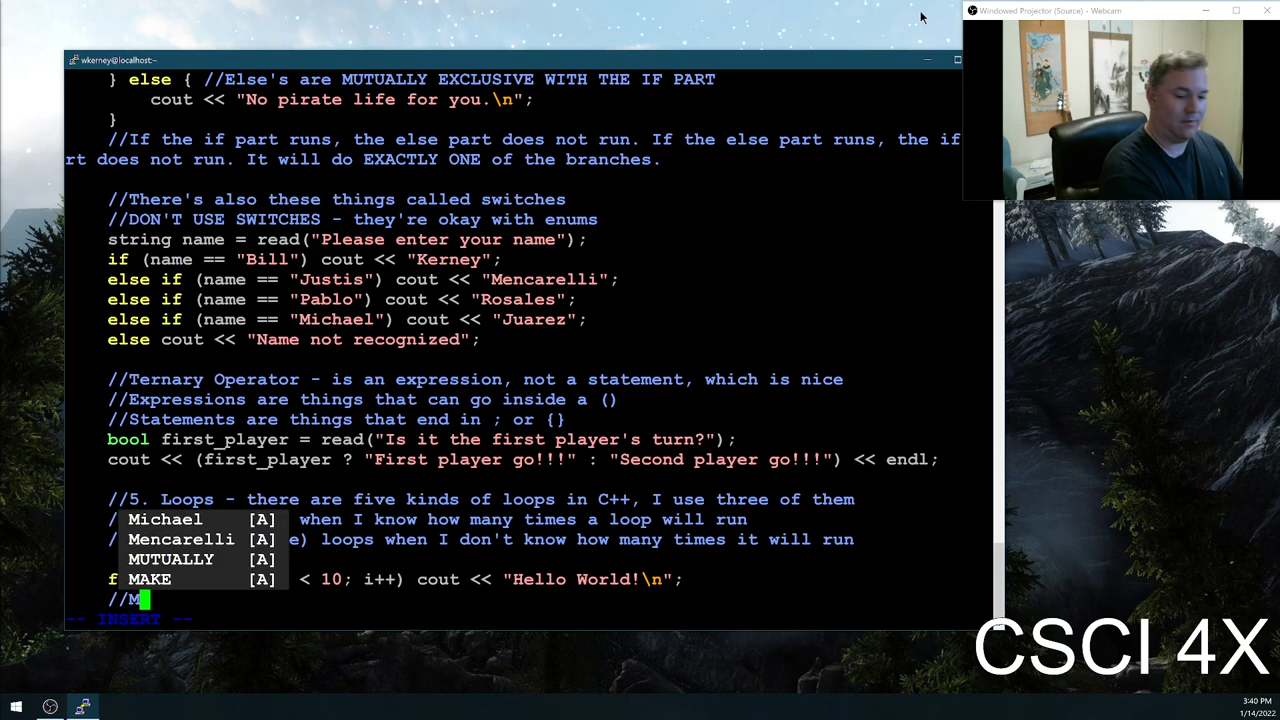 Windowed Projector (Source) - Webcam
wkerney@localhost:~
} else { //Else's are MUTUALLY EXCLUSIVE WITH THE IF PART
cout << "No pirate life for you.\n";
}
//If the if part runs, the else part does not run. If the else part runs, the if
rt does not run. It will do EXACTLY ONE of the branches.
//There's also these things called switches
//DON'T USE SWITCHES - they're okay with enums
string name = read("Please enter your name");
if (name == "Bill") cout << "Kerney";
else if (name == "Justis") cout << "Mencarelli";
else if (name == "Pablo") cout << "Rosales";
else if (name == "Michael") cout << "Juarez";
else cout << "Name not recognized";
//Ternary Operator - is an expression, not a statement, which is nice
//Expressions are things that can go inside a ()
//Statements are things that end in ; or {}
bool first_player = read("Is it the first player's turn?");
cout << (first_player ? "First player go!!!" : "Second player go!!!") << endl;
//5. Loops - there are five kinds of loops in C++, I use three of them
/ Michael [A] when I know how many times a loop will run
/ Mencarelli [A] e) loops when I don't know how many times it will run
MUTUALLY [A]
f MAKE [A] < 10; i++) cout << "Hello World!\n";
//M
-- INSERT --
CSCI 4X
3:40 PM
1/14/2022